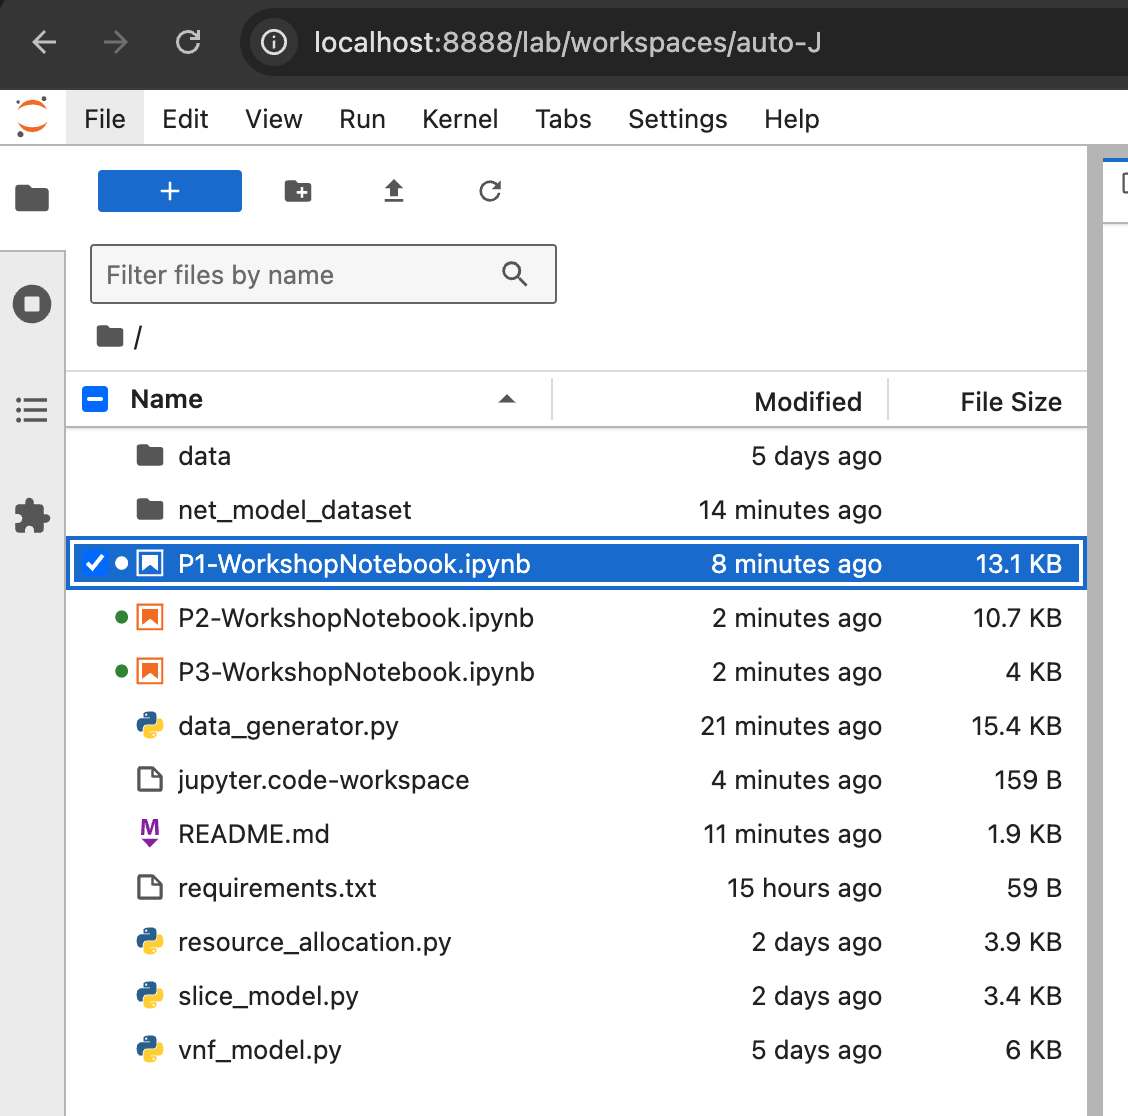 localhost:8888/lab/workspaces/auto-J
File Edit View Run Kernel Tabs Settings Help
+
Filter files by name
/
Name Modified File Size
data 5 days ago
net_model_dataset 14 minutes ago
P1-WorkshopNotebook.ipynb 8 minutes ago 13.1 KB
P2-WorkshopNotebook.ipynb 2 minutes ago 10.7 KB
P3-WorkshopNotebook.ipynb 2 minutes ago 4 KB
data_generator.py 21 minutes ago 15.4 KB
jupyter.code-workspace 4 minutes ago 159 B
M README.md 11 minutes ago 1.9 KB
requirements.txt 15 hours ago 59 B
resource_allocation.py 2 days ago 3.9 KB
slice_model.py 2 days ago 3.4 KB
vnf_model.py 5 days ago 6 KB